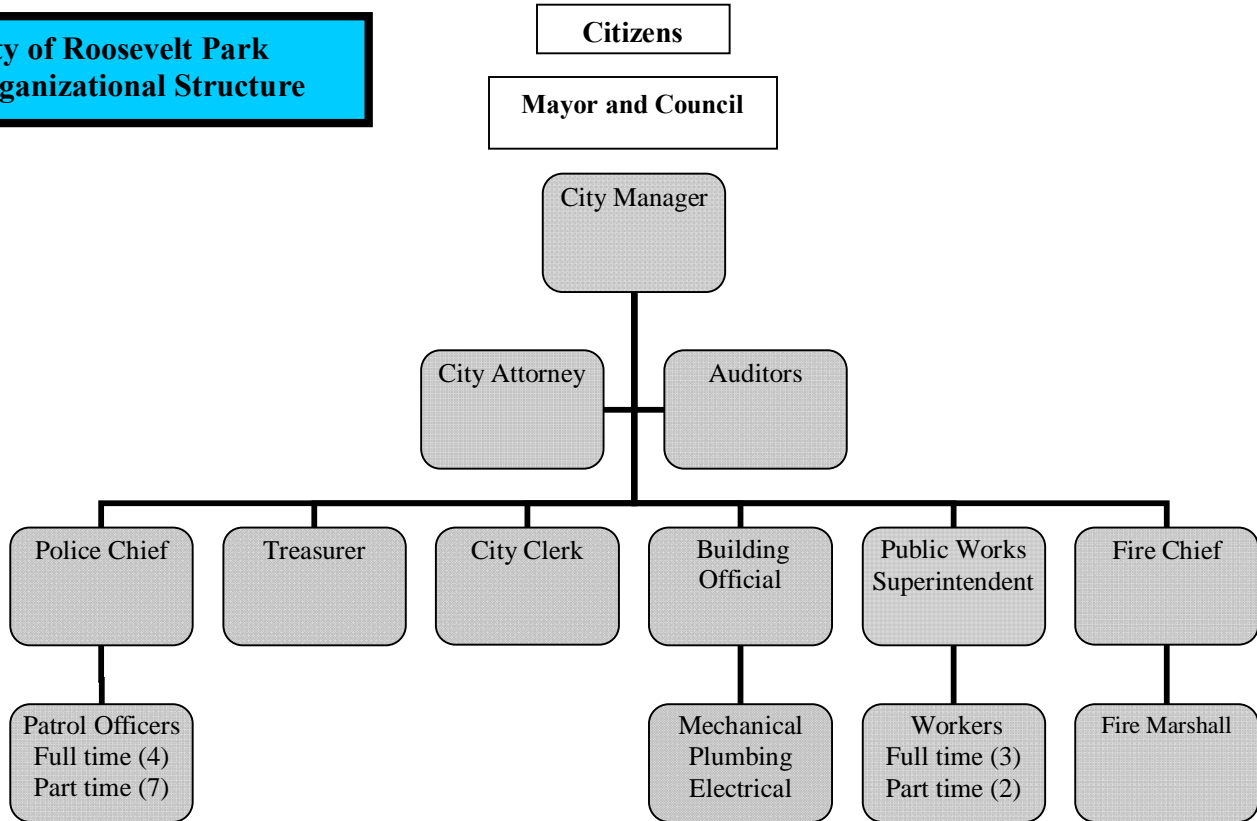 of Roosevelt Park
Structure
Citizens
Mayor and Council
City Manager
City Attorney
Auditors
Police Chief
Treasurer
City Clerk
Building
Official
Public Works
Superintendent
Fire Chief
Patrol Officers
Full time (4)
Part time (7)
Mechanical
Plumbing
Electrical
Workers
Full time (3)
Part time (2)
Fire Marshall